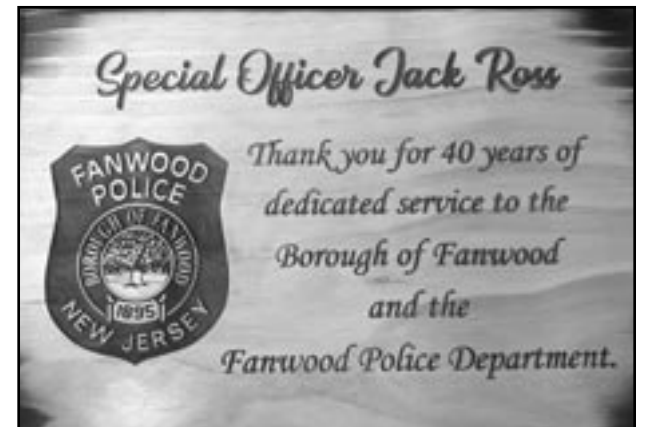 Special Officer Jack Ross
FANWOOD
POLICE
BOROUGH OF FANWOOD
1895
NEW JERSEY
Thank you for 40 years of
dedicated service to the
Borough of Fanwood
and the
Fanwood Police Department.